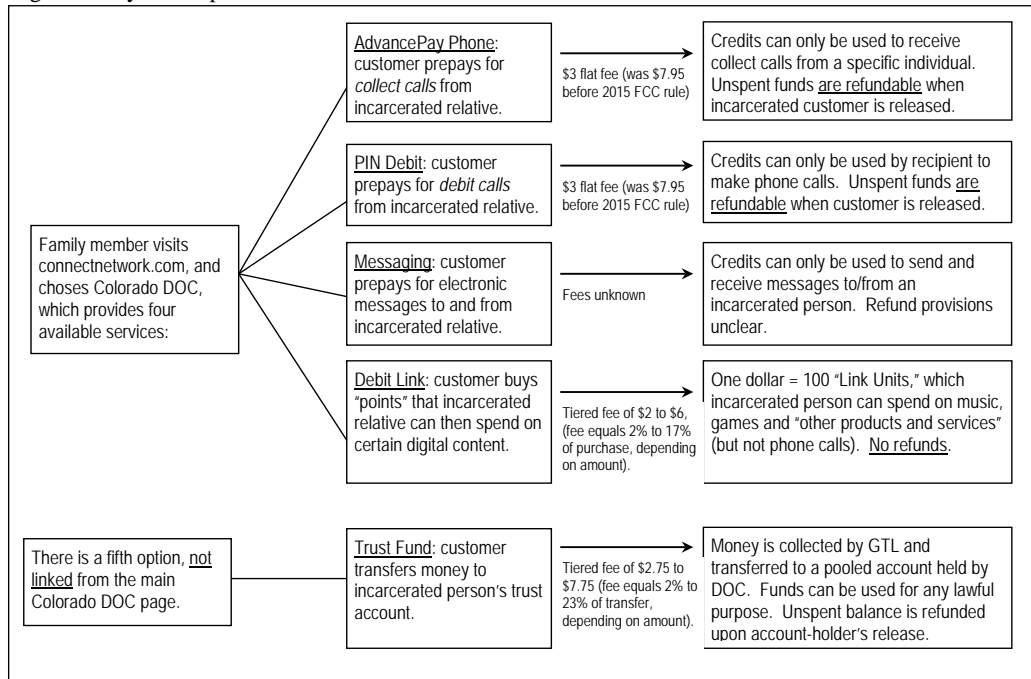 AdvancePay Phone:
customer prepays for
collect calls from
incarcerated relative.
$3 flat fee (was $7.95
before 2015 FCC rule)
Credits can only be used to receive
collect calls from a specific individual.
Unspent funds are refundable when
incarcerated customer is released.
PIN Debit: customer
prepays for debit calls
from incarcerated relative.
$3 flat fee (was $7.95
before 2015 FCC rule)
Credits can only be used by recipient to
make phone calls. Unspent funds are
refundable when customer is released.
Family member visits
connectnetwork.com, and
choses Colorado DOC,
which provides four
available services:
Messaging: customer
prepays for electronic
messages to and from
incarcerated relative.
Fees unknown
Credits can only be used to send and
receive messages to/from an
incarcerated person. Refund provisions
unclear.
Debit Link: customer buys
"points" that incarcerated
relative can then spend on
certain digital content.
Tiered fee of $2 to $6,
(fee equals 2% to 17%
of purchase, depending
on amount).
One dollar = 100 "Link Units," which
incarcerated person can spend on music,
games and "other products and services"
(but not phone calls). No refunds.
There is a fifth option, not
linked from the main
Colorado DOC page.
Trust Fund: customer
transfers money to
incarcerated person's trust
account.
Tiered fee of $2.75 to
$7.75 (fee equals 2% to
23% of transfer,
depending on amount).
Money is collected by GTL and
transferred to a pooled account held by
DOC. Funds can be used for any lawful
purpose. Unspent balance is refunded
upon account-holder's release.